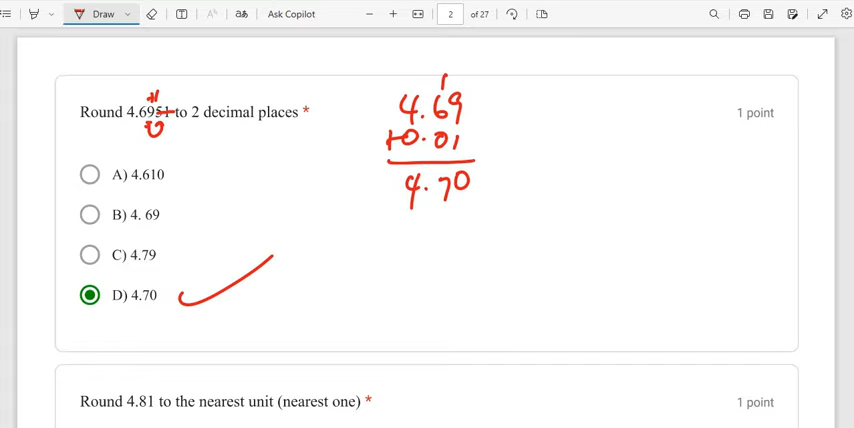 Draw
Ask Copilot
2 of 27
Round 4.6951 to 2 decimal places *
1 point
1
4.69
+0.01
4.70
A) 4.610
B) 4. 69
C) 4.79
D) 4.70
Round 4.81 to the nearest unit (nearest one) *
1 point